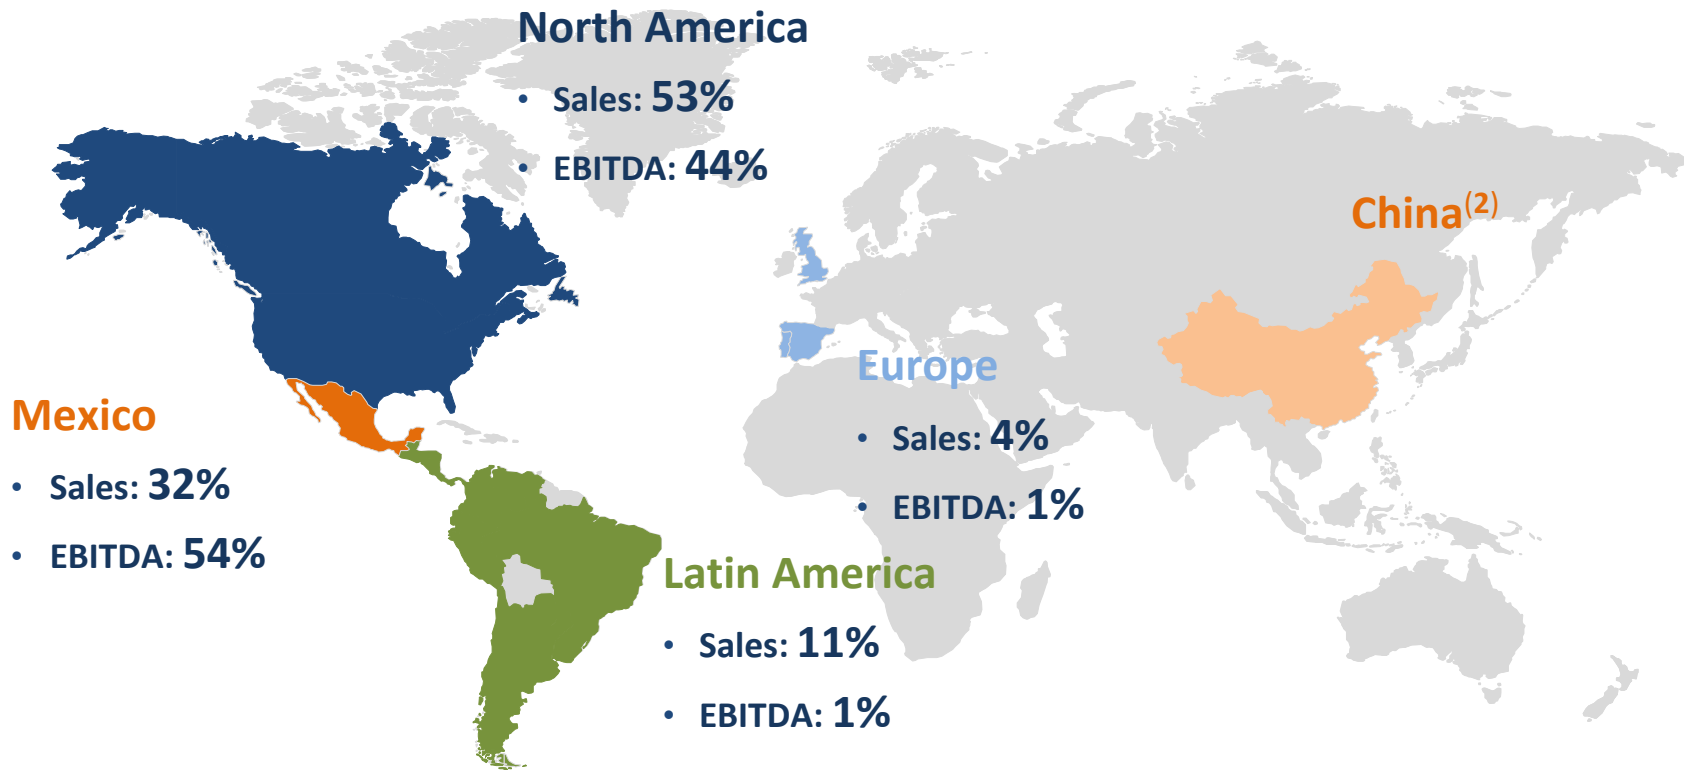 North America
• Sales: 53%
• EBITDA: 44%
China(2)
Mexico
• Sales: 32%
• EBITDA: 54%
Europe
• Sales: 4%
• EBITDA: 1%
Latin America
• Sales: 11%
• EBITDA: 1%